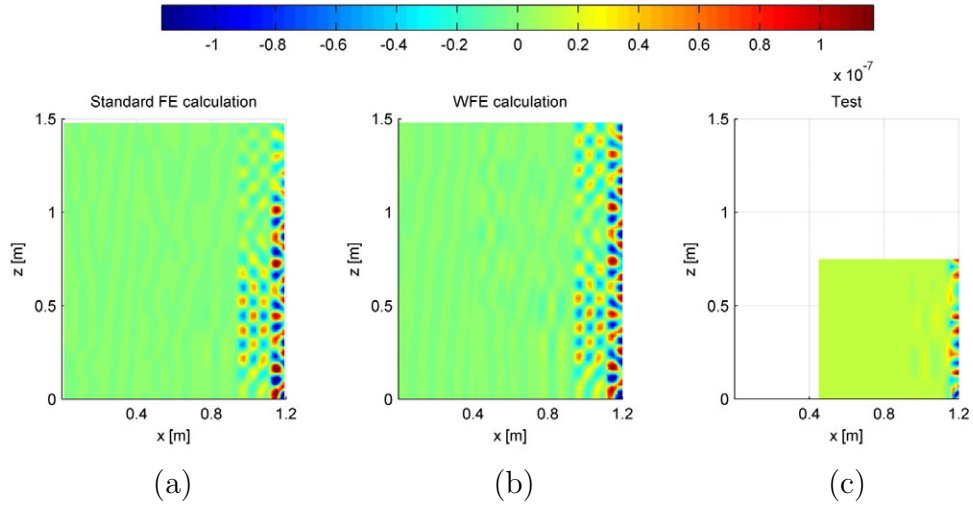 -1 -0.8 -0.6 -0.4 -0.2 0 0.2 0.4 0.6 0.8 1
x 10^-7
Standard FE calculation WFE calculation Test
1.5 1.5 1.5
1 1 1
z [m] z [m] z [m]
0.5 0.5 0.5
0 0 0
0.4 0.8 1.2 0.4 0.8 1.2 0.4 0.8 1.2
x [m] x [m] x [m]
(a) (b) (c)